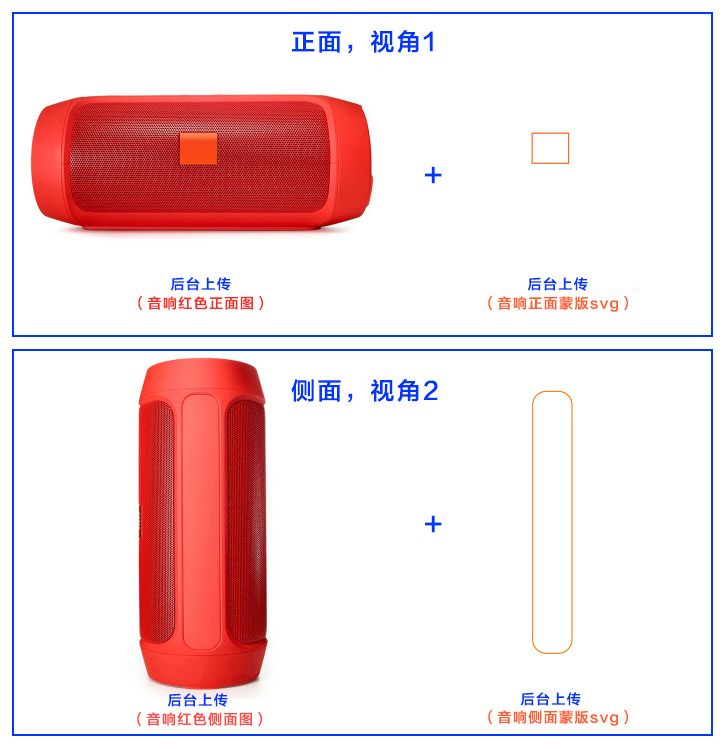 正面，视角1
+
后台上传
（音响红色正面图）
后台上传
（音响正面蒙版svg）
侧面，视角2
+
后台上传
（音响红色侧面图）
后台上传
（音响侧面蒙版svg）